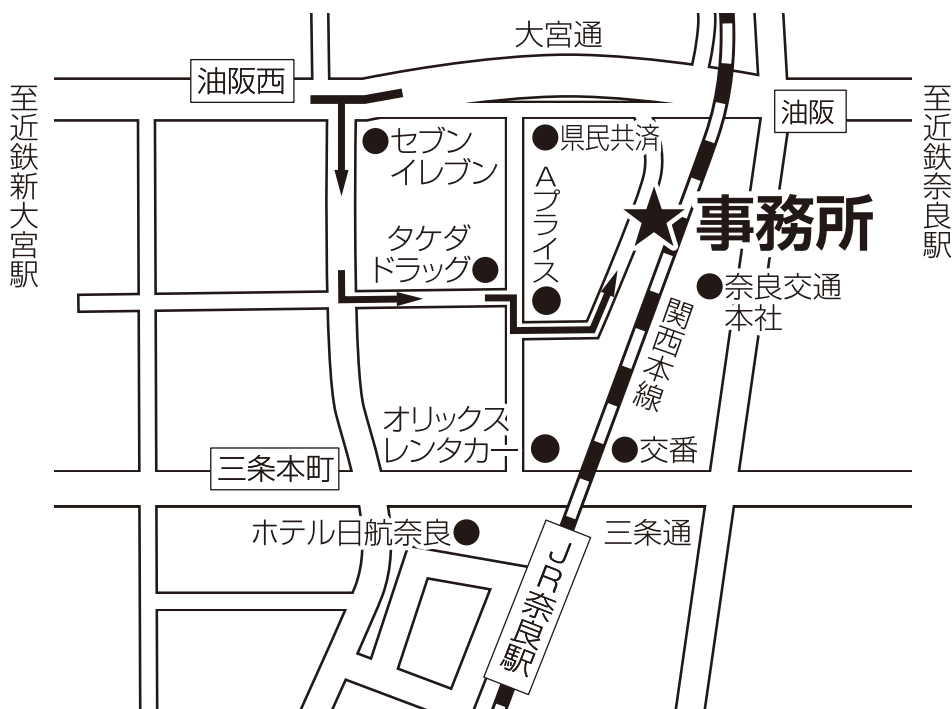 大宮通
油阪西
至近鉄新大宮駅
油阪
至近鉄奈良駅
セブン
イレブン
県民共済
Aプライス
事務所
タケダ
ドラッグ
奈良交通
本社
関西本線
オリックス
レンタカー
交番
三条本町
ホテル日航奈良
三条通
JR奈良駅